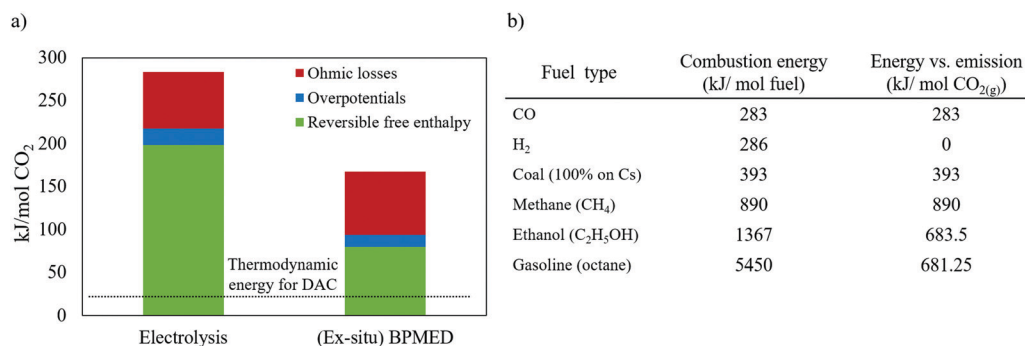 a)
kJ/mol CO2
300
250
200
150
100
50
0
Ohmic losses
Overpotentials
Reversible free enthalpy
Thermodynamic
energy for DAC
Electrolysis
(Ex-situ) BPMED
b)
Fuel type Combustion energy (kJ/ mol fuel) Energy vs. emission (kJ/ mol CO2(g))
CO 283 283
H2 286 0
Coal (100% on Cs) 393 393
Methane (CH4) 890 890
Ethanol (C2H5OH) 1367 683.5
Gasoline (octane) 5450 681.25